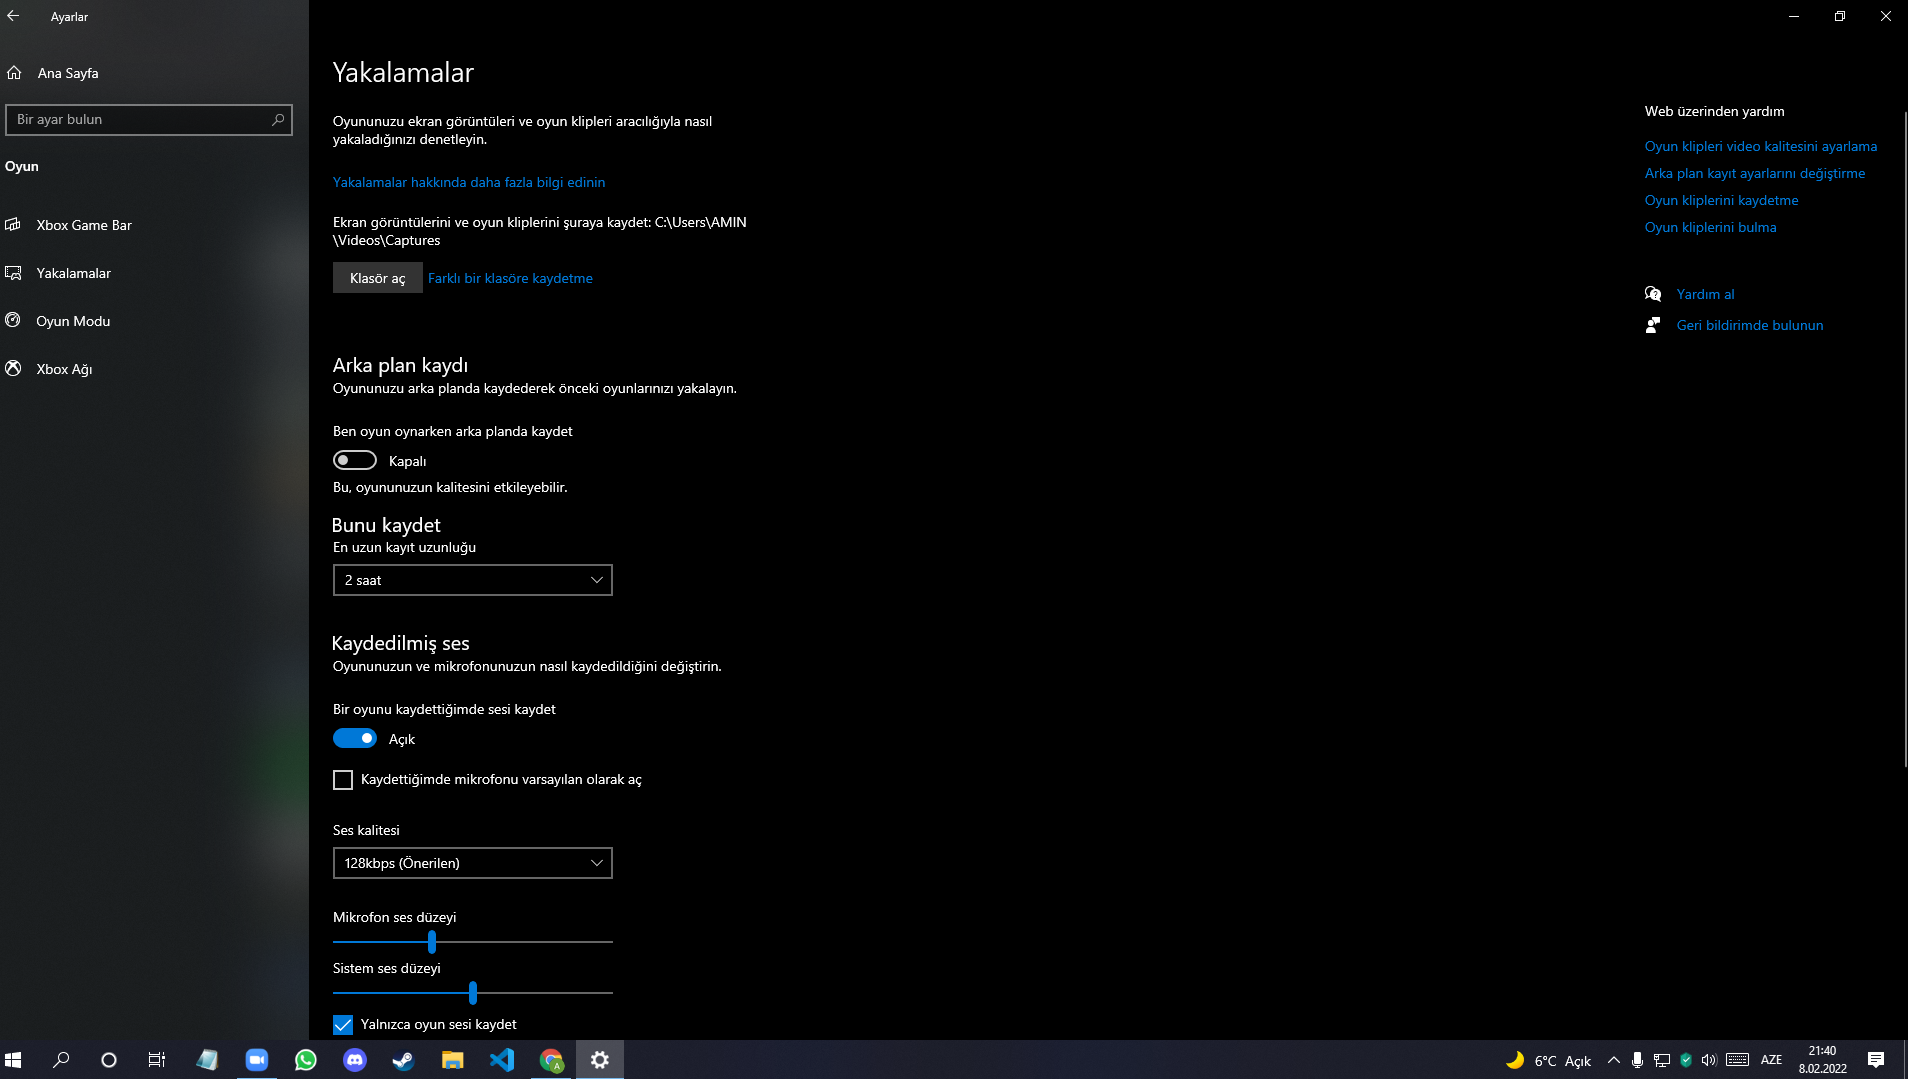 Ayarlar
Ana Sayfa
Bir ayar bulun
Oyun
Xbox Game Bar
Yakalamalar
Oyun Modu
Xbox Ağı
Yakalamalar
Oyununuzu ekran görüntüleri ve oyun klipleri aracılığıyla nasıl
yakaladığınızı denetleyin.
Yakalamalar hakkında daha fazla bilgi edinin
Ekran görüntülerini ve oyun kliplerini şuraya kaydet: C:\Users\AMIN
\Videos\Captures
Klasör aç
Farklı bir klasöre kaydetme
Arka plan kaydı
Oyununuzu arka planda kaydederek önceki oyunlarınızı yakalayın.
Ben oyun oynarken arka planda kaydet
Kapalı
Bu, oyununuzun kalitesini etkileyebilir.
Bunu kaydet
En uzun kayıt uzunluğu
2 saat
Kaydedilmiş ses
Oyununuzun ve mikrofonunuzun nasıl kaydedildiğini değiştirin.
Bir oyunu kaydettiğimde sesi kaydet
Açık
Kaydettiğimde mikrofonu varsayılan olarak aç
Ses kalitesi
128kbps (Önerilen)
Mikrofon ses düzeyi
Sistem ses düzeyi
Yalnızca oyun sesi kaydet
Web üzerinden yardım
Oyun klipleri video kalitesini ayarlama
Arka plan kayıt ayarlarını değiştirme
Oyun kliplerini kaydetme
Oyun kliplerini bulma
Yardım al
Geri bildirimde bulunun
A
6°C Açık
AZE
21:40
8.02.2022